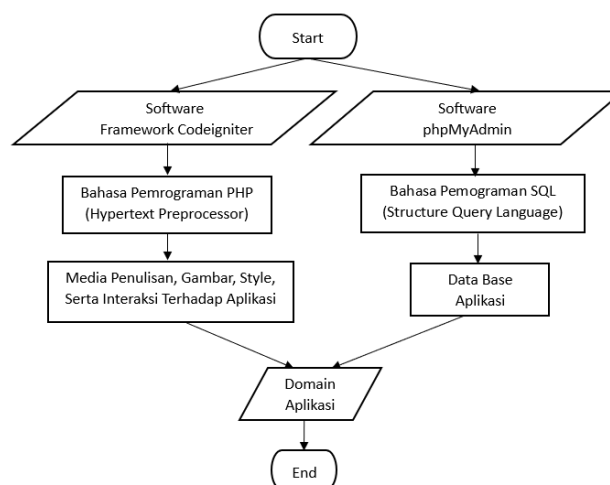 Start
Software
Framework Codeigniter
Software
phpMyAdmin
Bahasa Pemrograman PHP
(Hypertext Preprocessor)
Bahasa Pemograman SQL
(Structure Query Language)
Media Penulisan, Gambar, Style,
Serta Interaksi Terhadap Aplikasi
Data Base
Aplikasi
Domain
Aplikasi
End